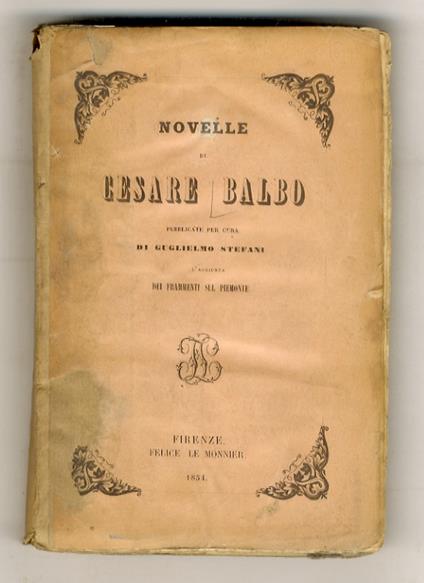 NOVELLE
DI
CESARE BALBO
PUBBLICATE PER CURA
DI GUGLIELMO STEFANI
L'AGGIUNTA
DEI FRAMMENTI SUL PIEMONTE
FIRENZE.
FELICE LE MONNIER
1854.